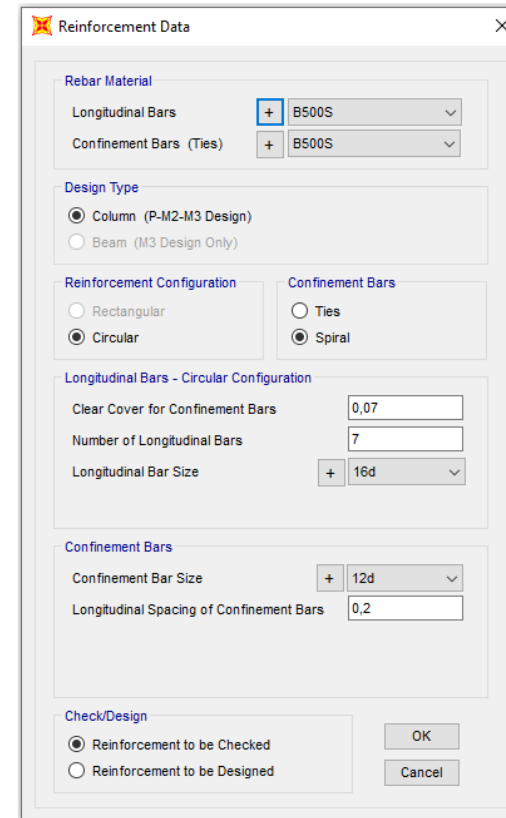 Reinforcement Data
Rebar Material
Longitudinal Bars + B500S
Confinement Bars (Ties) + B500S
Design Type
Column (P-M2-M3 Design)
Beam (M3 Design Only)
Reinforcement Configuration
Rectangular
Circular
Confinement Bars
Ties
Spiral
Longitudinal Bars - Circular Configuration
Clear Cover for Confinement Bars 0,07
Number of Longitudinal Bars 7
Longitudinal Bar Size + 16d
Confinement Bars
Confinement Bar Size + 12d
Longitudinal Spacing of Confinement Bars 0,2
Check/Design
Reinforcement to be Checked
Reinforcement to be Designed
OK
Cancel